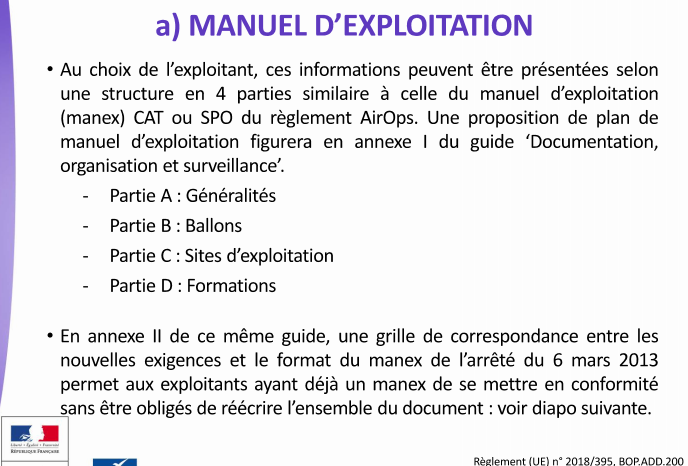 a) MANUEL D’EXPLOITATION
• Au choix de l’exploitant, ces informations peuvent être présentées selon
une structure en 4 parties similaire à celle du manuel d’exploitation
(manex) CAT ou SPO du règlement AirOps. Une proposition de plan de
manuel d’exploitation figurera en annexe I du guide ‘Documentation,
organisation et surveillance’.
- Partie A : Généralités
- Partie B : Ballons
- Partie C : Sites d’exploitation
- Partie D : Formations
• En annexe II de ce même guide, une grille de correspondance entre les
nouvelles exigences et le format du manex de l’arrêté du 6 mars 2013
permet aux exploitants ayant déjà un manex de se mettre en conformité
sans être obligés de réécrire l’ensemble du document : voir diapo suivante.
Liberté • Égalité • Fraternité
RÉPUBLIQUE FRANÇAISE
Règlement (UE) n° 2018/395, BOP.ADD.200